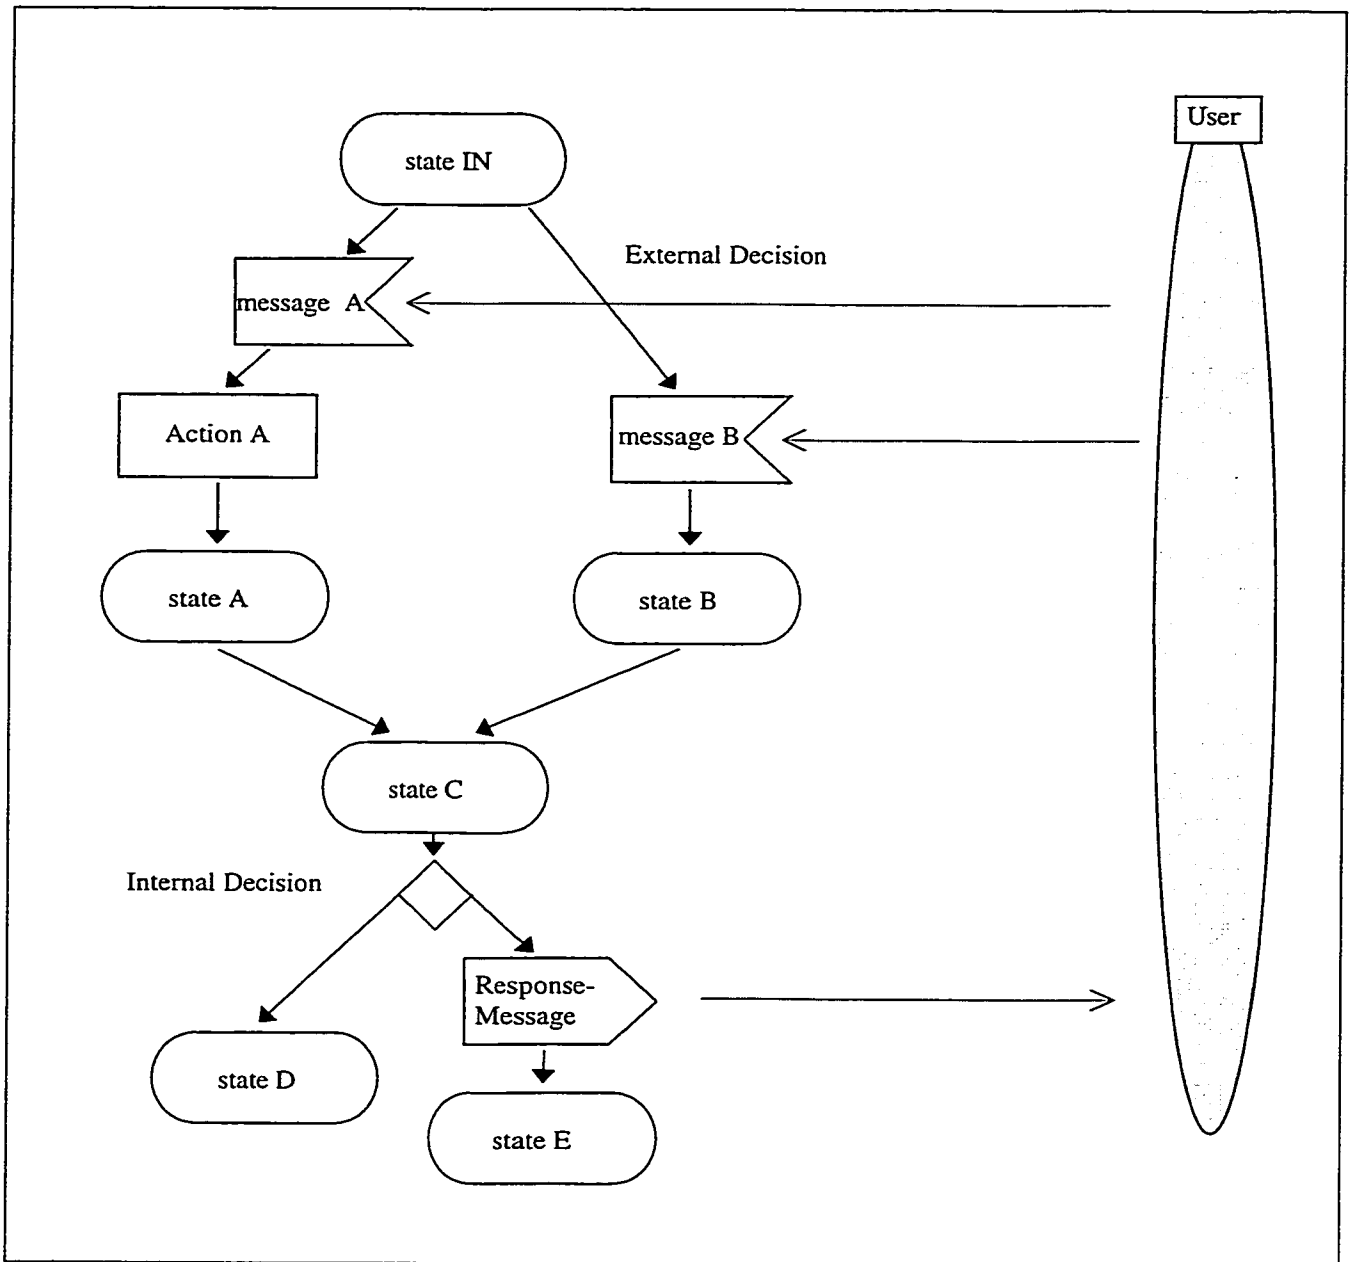 User
state IN
External Decision
message A
Action A
message B
state A
state B
state C
Internal Decision
Response-
Message
state D
state E